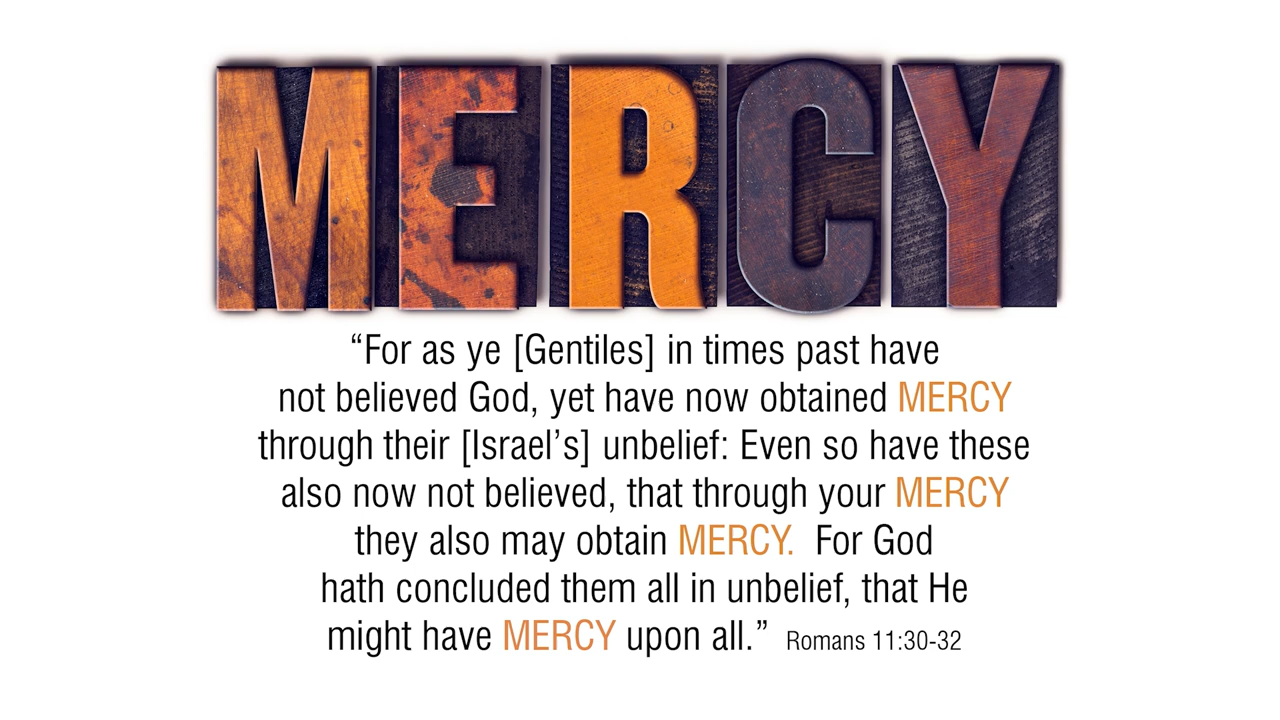 MERCY
“For as ye [Gentiles] in times past have
not believed God, yet have now obtained MERCY
through their [Israel’s] unbelief: Even so have these
also now not believed, that through your MERCY
they also may obtain MERCY.  For God
hath concluded them all in unbelief, that He
might have MERCY upon all.”  Romans 11:30-32